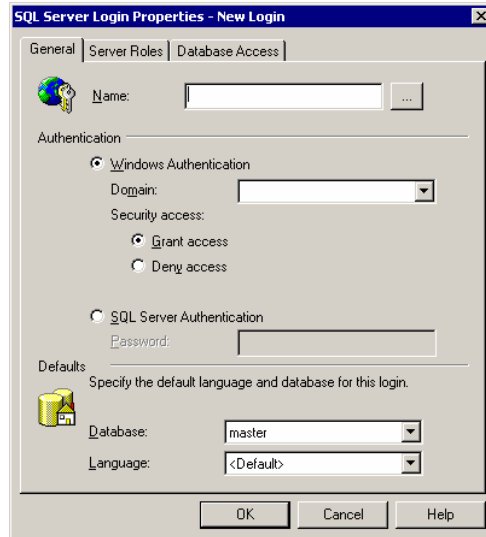 SQL Server Login Properties - New Login
General Server Roles Database Access
Name: ...
Authentication
Windows Authentication
Domain:
Security access:
Grant access
Deny access
SQL Server Authentication
Password:
Defaults
Specify the default language and database for this login.
Database: master
Language: <Default>
OK Cancel Help